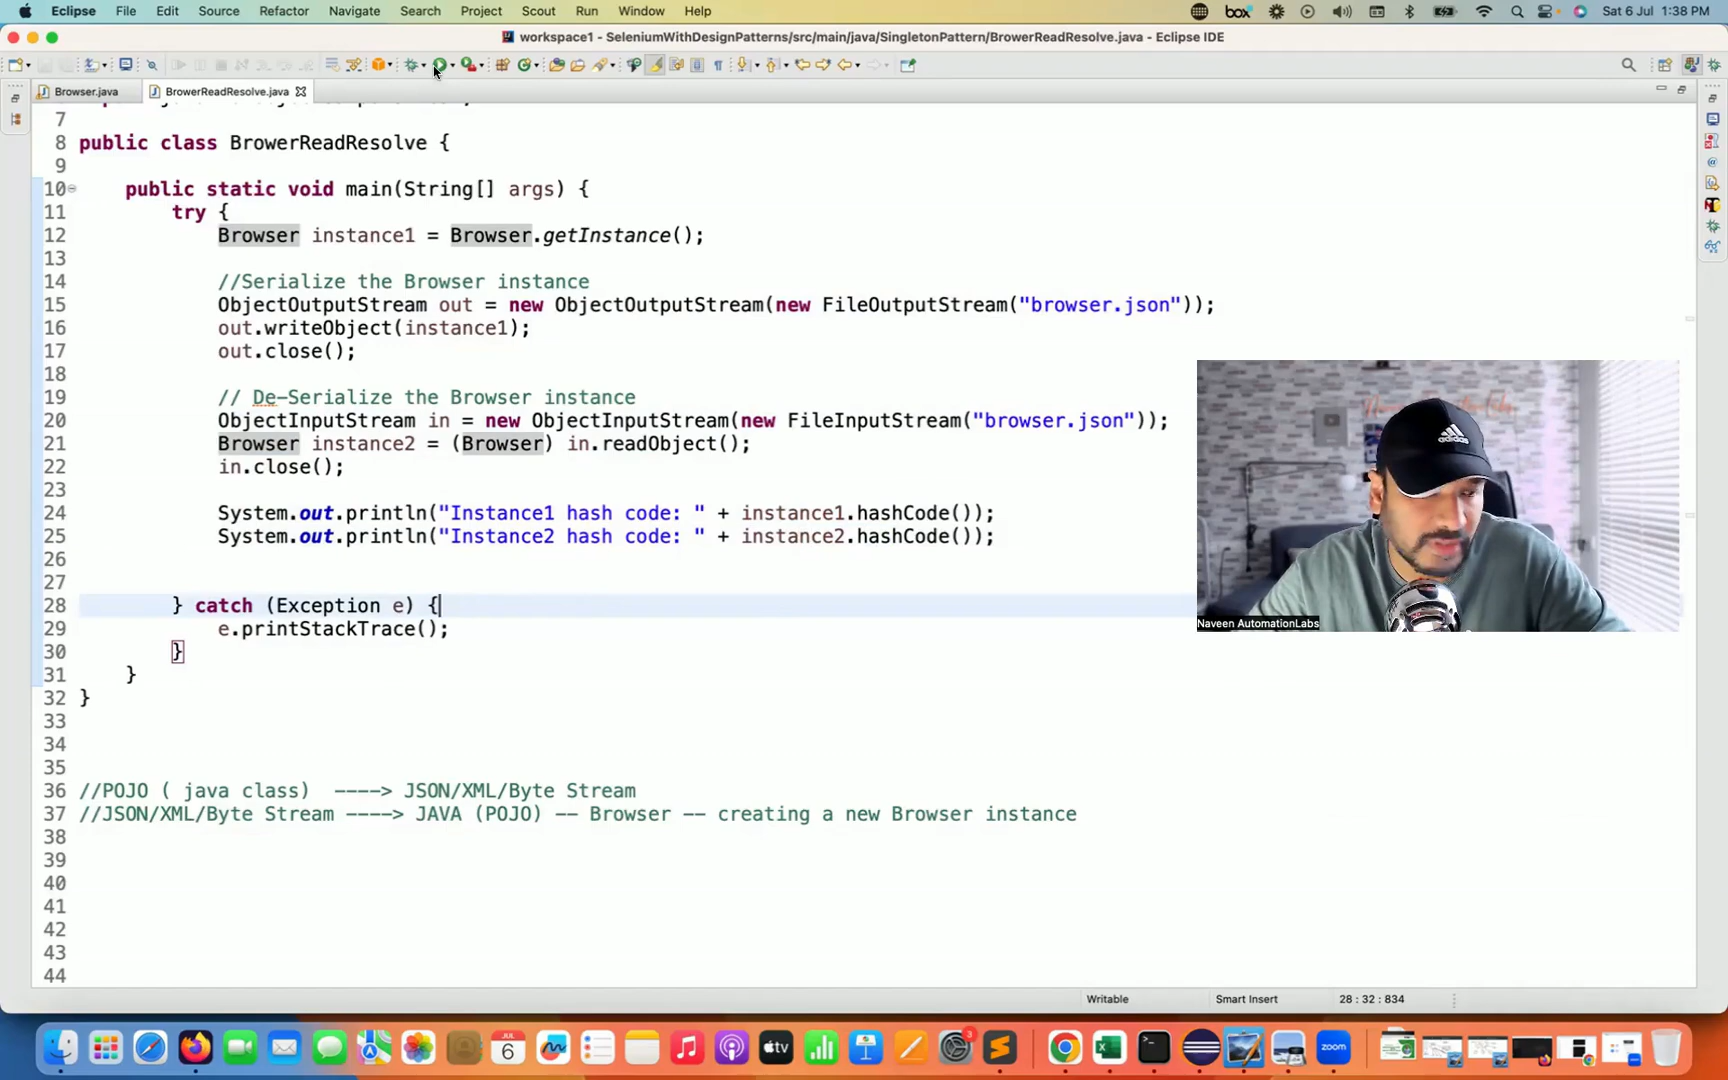 Eclipse File Edit Source Refactor Navigate Search Project Scout Run Window Help box Sat 6 Jul 1:38 PM
workspace1 - SeleniumWithDesignPatterns/src/main/java/SingletonPattern/BrowerReadResolve.java - Eclipse IDE
Browser.java BrowerReadResolve.java
7
8 public class BrowerReadResolve {
9
10 public static void main(String[] args) {
11 try {
12 Browser instance1 = Browser.getInstance();
13
14 //Serialize the Browser instance
15 ObjectOutputStream out = new ObjectOutputStream(new FileOutputStream("browser.json"));
16 out.writeObject(instance1);
17 out.close();
18
19 // De-Serialize the Browser instance
20 ObjectInputStream in = new ObjectInputStream(new FileInputStream("browser.json"));
21 Browser instance2 = (Browser) in.readObject();
22 in.close();
23
24 System.out.println("Instance1 hash code: " + instance1.hashCode());
25 System.out.println("Instance2 hash code: " + instance2.hashCode());
26
27
28 } catch (Exception e) {
29 e.printStackTrace();
30 }
31 }
32 }
33
34
35
36 //POJO ( java class) ----> JSON/XML/Byte Stream
37 //JSON/XML/Byte Stream ----> JAVA (POJO) -- Browser -- creating a new Browser instance
38
39
40
41
42
43
44
adidas
Naveen AutomationLabs
Writable Smart Insert 28 : 32 : 834
JUL
6
tv
3
zoom